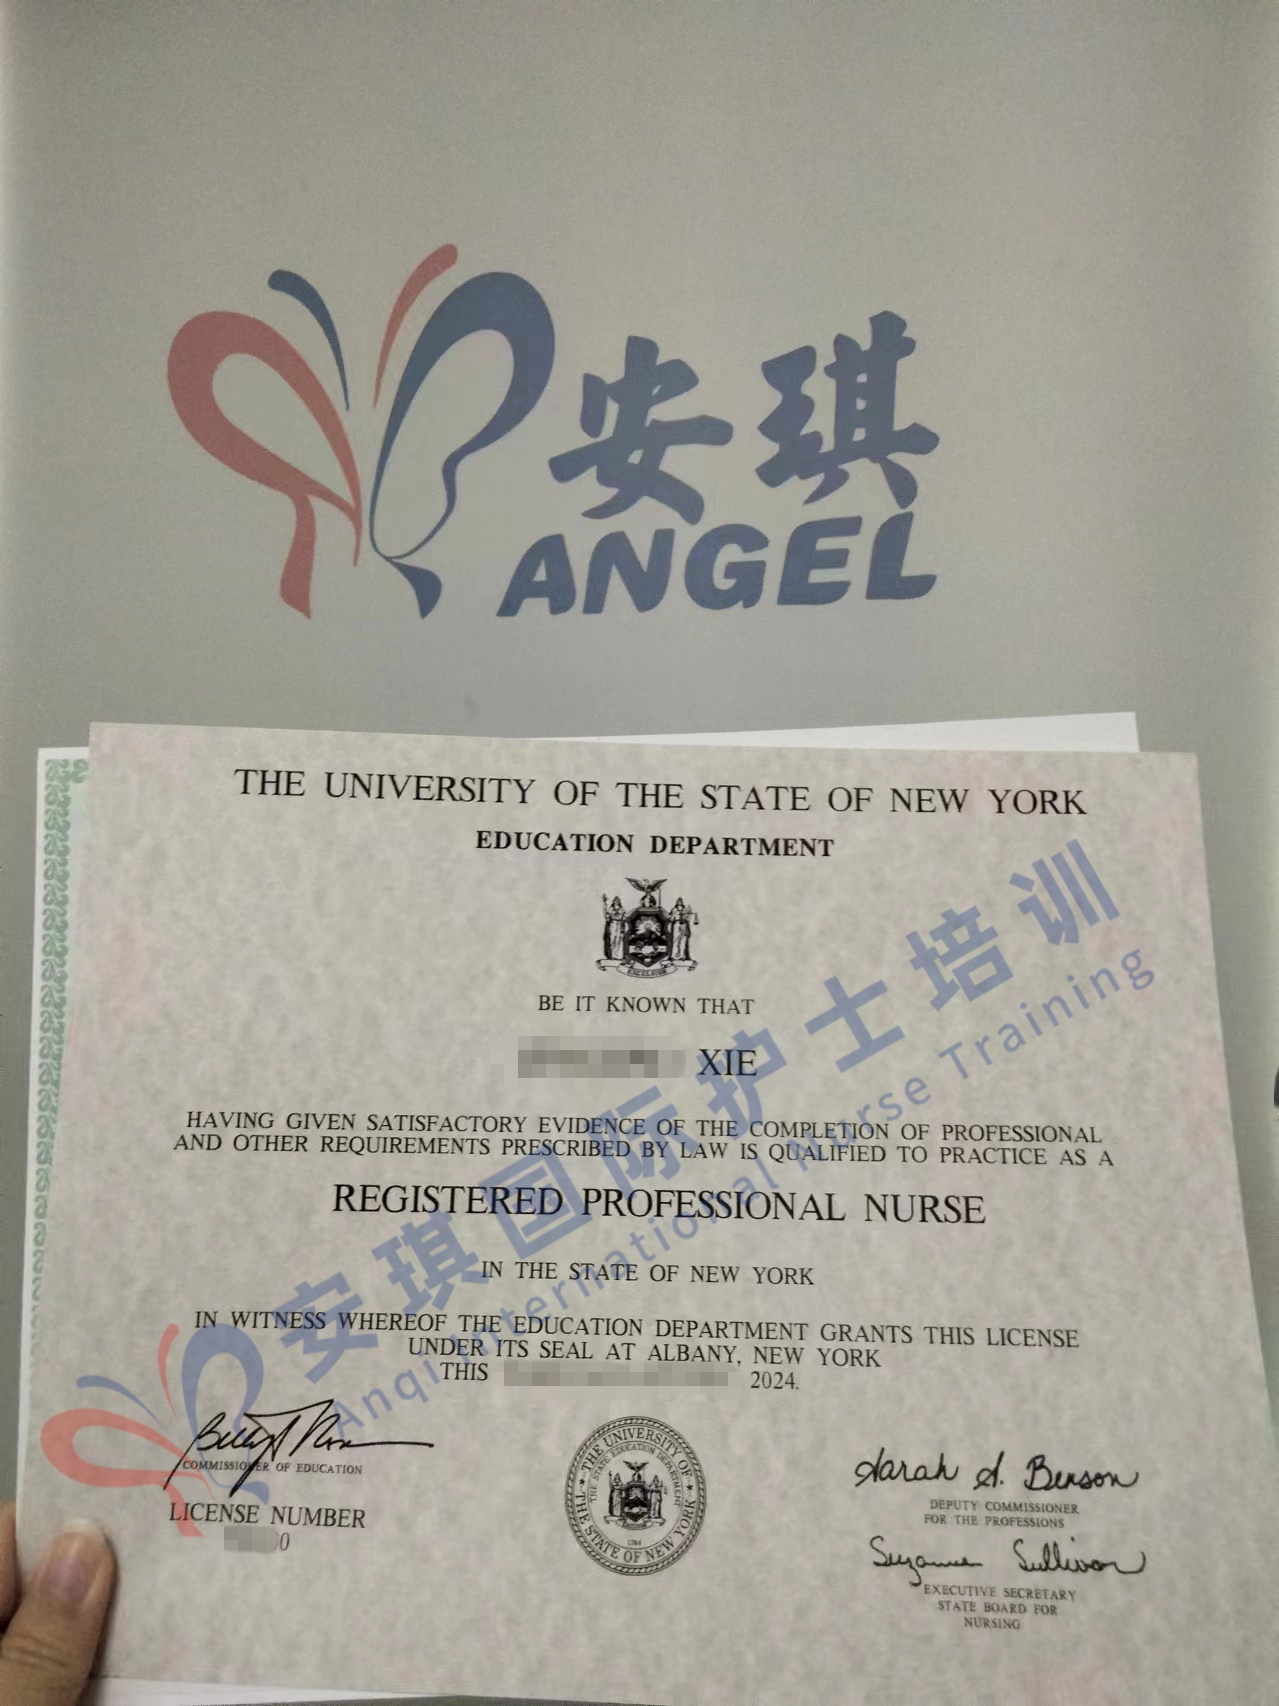 安琪
ANGEL
THE UNIVERSITY OF THE STATE OF NEW YORK
EDUCATION DEPARTMENT
EXCELSIOR
BE IT KNOWN THAT
XIE
HAVING GIVEN SATISFACTORY EVIDENCE OF THE COMPLETION OF PROFESSIONAL
AND OTHER REQUIREMENTS PRESCRIBED BY LAW IS QUALIFIED TO PRACTICE AS A
REGISTERED PROFESSIONAL NURSE
IN THE STATE OF NEW YORK
IN WITNESS WHEREOF THE EDUCATION DEPARTMENT GRANTS THIS LICENSE
UNDER ITS SEAL AT ALBANY, NEW YORK
THIS 2024.
安琪国际护士培训
Anqi International Nurse Training
COMMISSIONER OF EDUCATION
LICENSE NUMBER
0
THE UNIVERSITY OF THE STATE OF NEW YORK
THE STATE EDUCATION DEPARTMENT
1784
Sarah S. Benson
DEPUTY COMMISSIONER
FOR THE PROFESSIONS
Suzanne Sullivan
EXECUTIVE SECRETARY
STATE BOARD FOR
NURSING